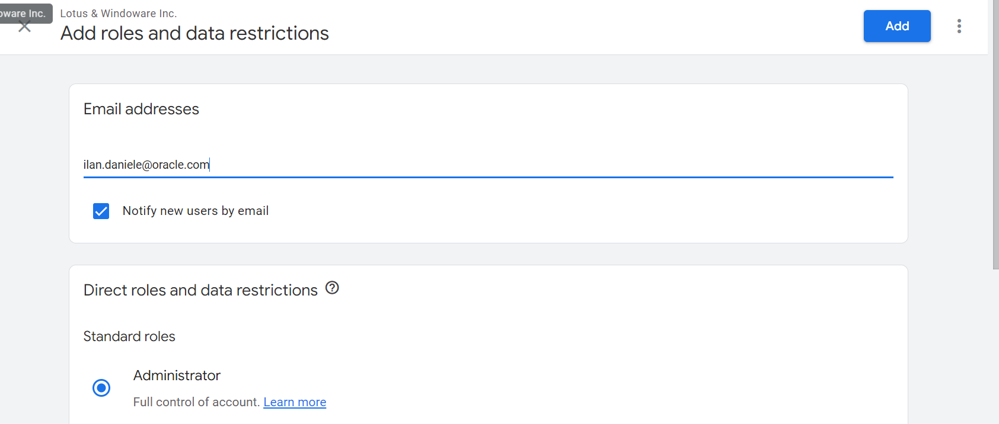 oware Inc.
Lotus & Windoware Inc.
Add roles and data restrictions
Add
Email addresses
ilan.daniele@oracle.com
Notify new users by email
Direct roles and data restrictions
Standard roles
Administrator
Full control of account. Learn more